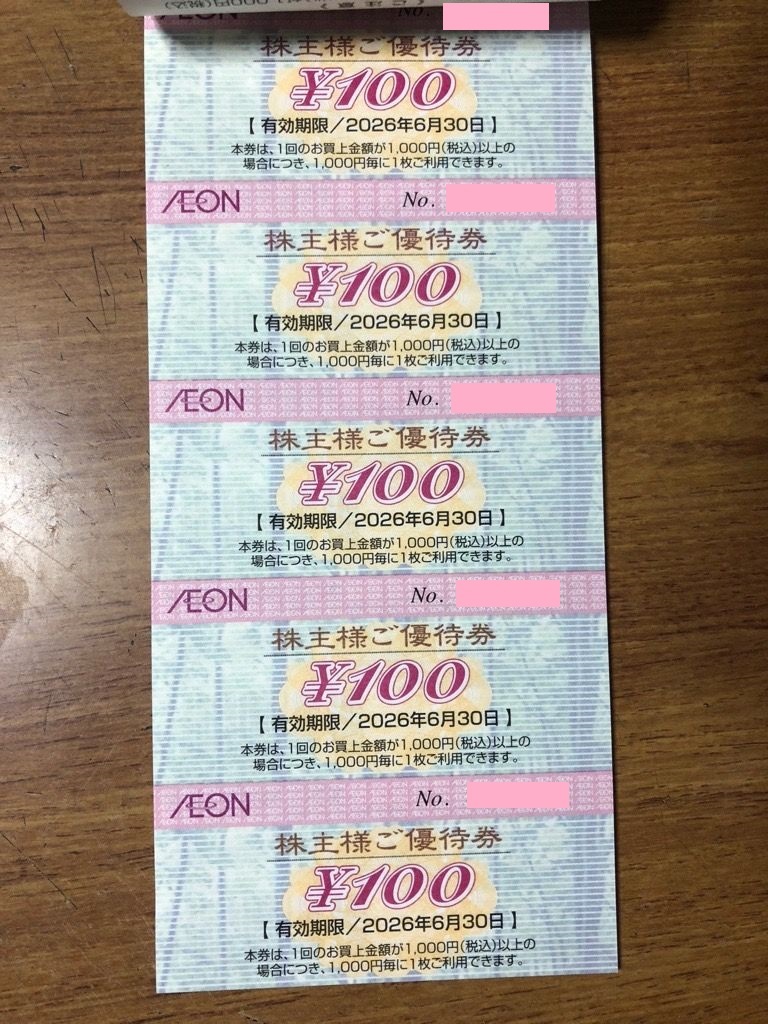 No.
株主様ご優待券
¥100
【 有効期限／2026年6月30日 】
本券は、1回のお買上金額が1,000円(税込)以上の
場合につき、1,000円毎に1枚ご利用できます。
ÆON No.
株主様ご優待券
¥100
【 有効期限／2026年6月30日 】
本券は、1回のお買上金額が1,000円(税込)以上の
場合につき、1,000円毎に1枚ご利用できます。
ÆON No.
株主様ご優待券
¥100
【 有効期限／2026年6月30日 】
本券は、1回のお買上金額が1,000円(税込)以上の
場合につき、1,000円毎に1枚ご利用できます。
ÆON No.
株主様ご優待券
¥100
【 有効期限／2026年6月30日 】
本券は、1回のお買上金額が1,000円(税込)以上の
場合につき、1,000円毎に1枚ご利用できます。
ÆON No.
株主様ご優待券
¥100
【 有効期限／2026年6月30日 】
本券は、1回のお買上金額が1,000円(税込)以上の
場合につき、1,000円毎に1枚ご利用できます。